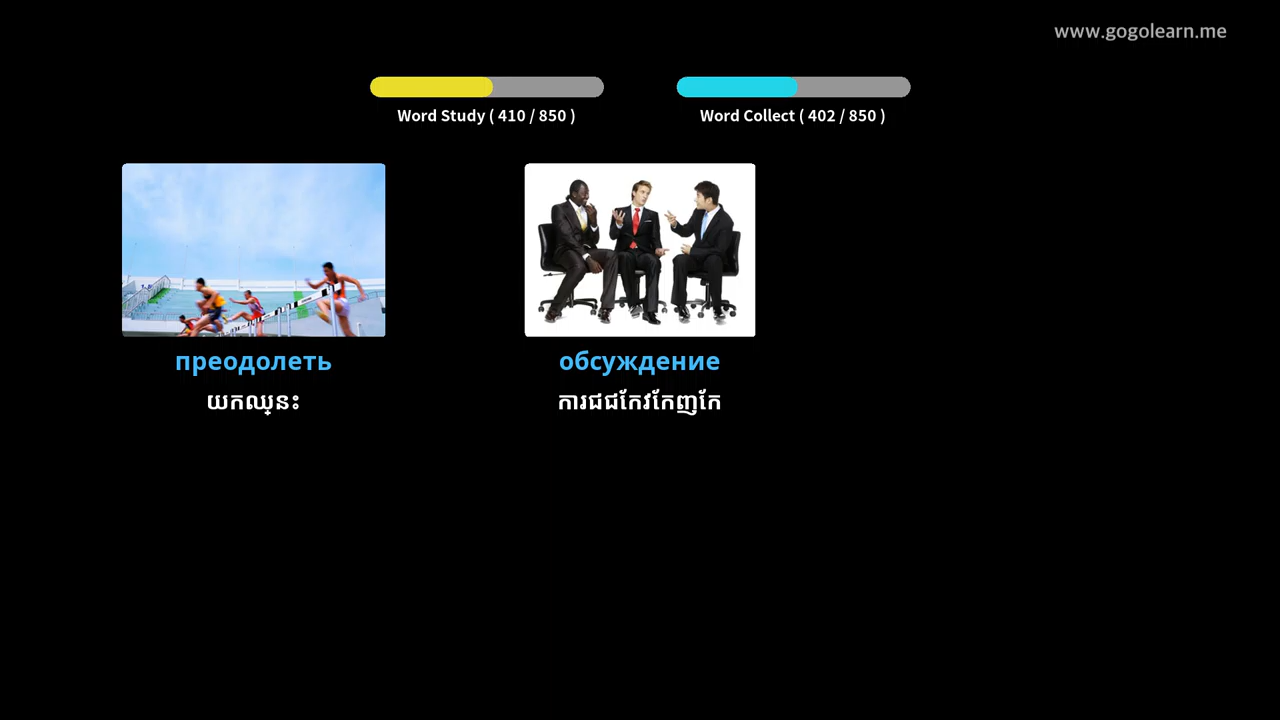 www.gogolearn.me
Word Study ( 410 / 850 )
Word Collect ( 402 / 850 )
преодолеть
យកឈ្នះ
обсуждение
ការជជកែវកែញកែ